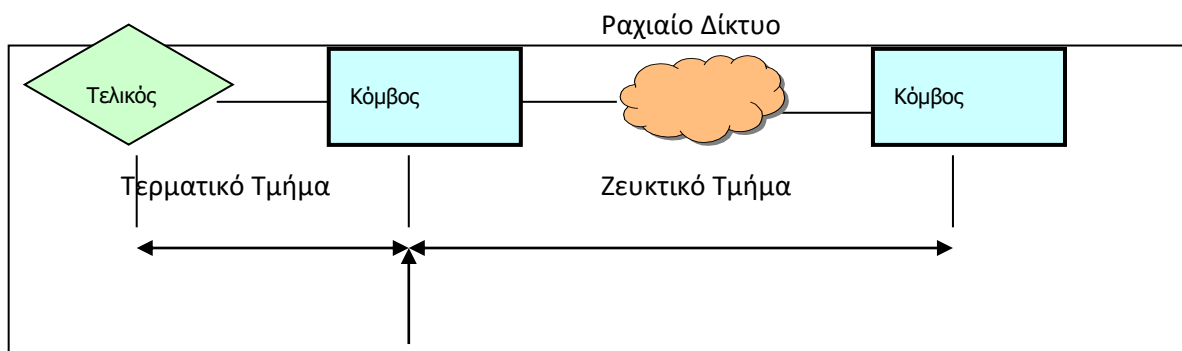 Ραχιαίο Δίκτυο
Τελικός
Κόμβος
Κόμβος
Τερματικό Τμήμα
Ζευκτικό Τμήμα